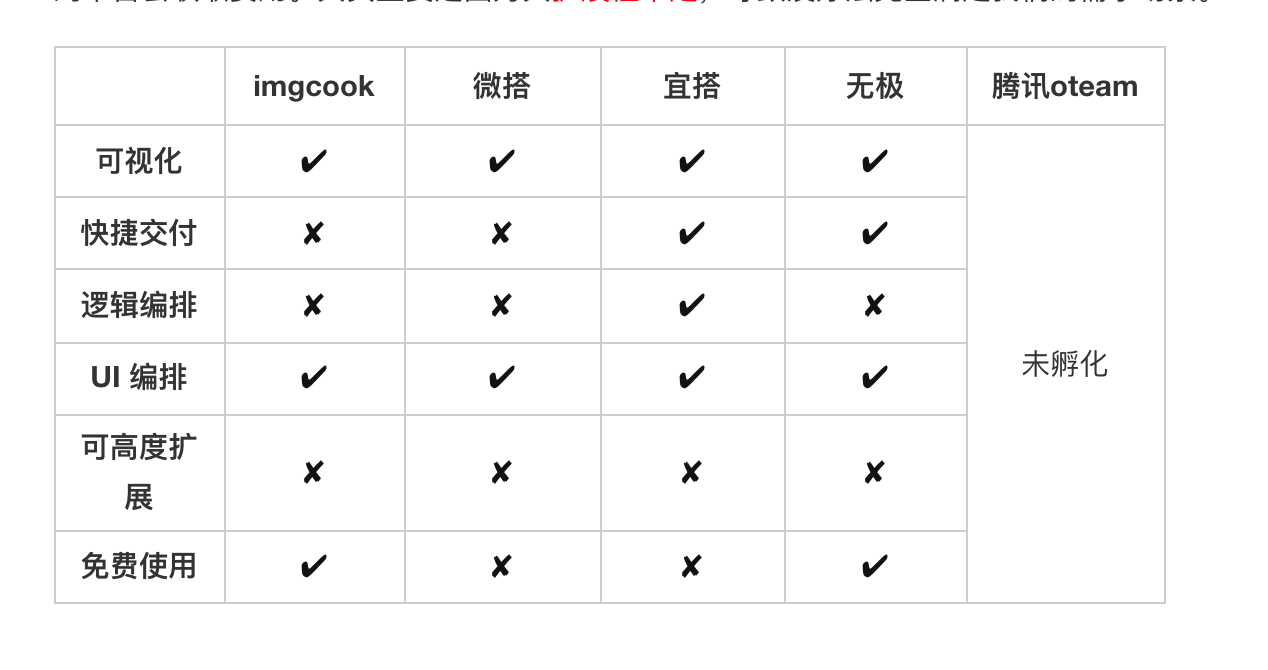 imgcook 微搭 宜搭 无极 腾讯oteam
可视化 ✔ ✔ ✔ ✔
快捷交付 ✘ ✘ ✔ ✔
逻辑编排 ✘ ✘ ✔ ✘
UI 编排 ✔ ✔ ✔ ✔
未孵化
可高度扩
展 ✘ ✘ ✘ ✘
免费使用 ✔ ✘ ✘ ✔